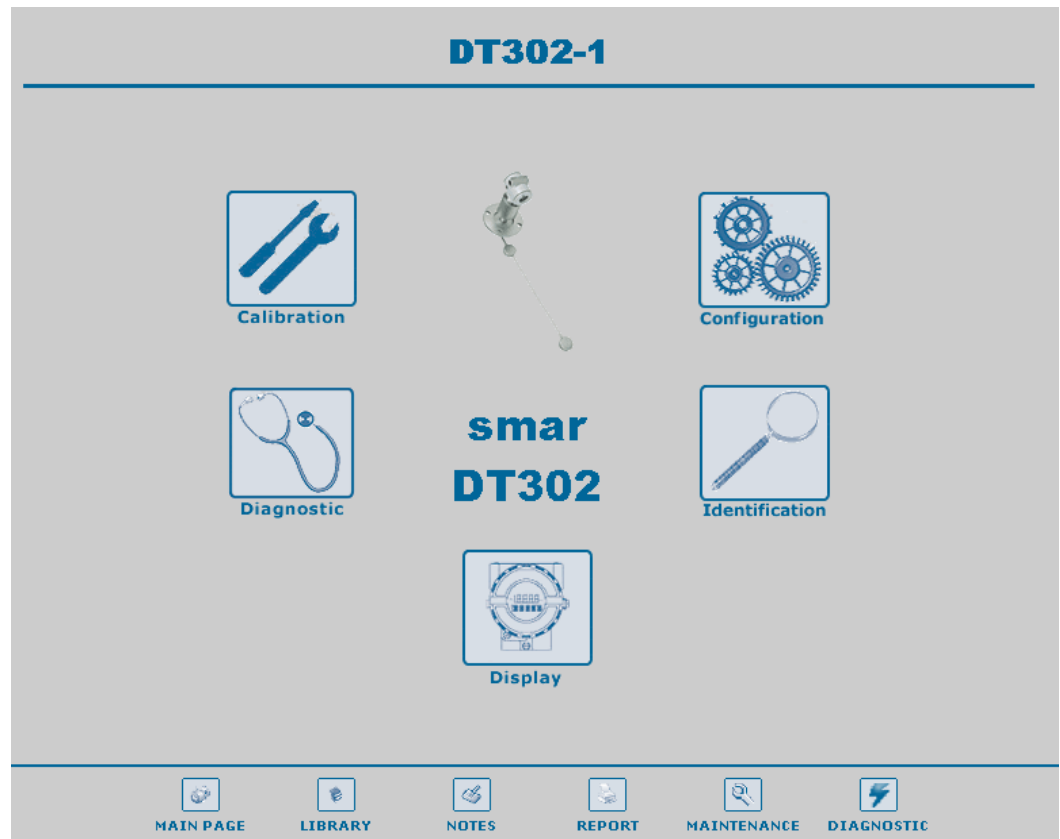 DT302-1
Calibration
Configuration
smar
DT302
Diagnostic
Identification
Display
MAIN PAGE
LIBRARY
NOTES
REPORT
MAINTENANCE
DIAGNOSTIC